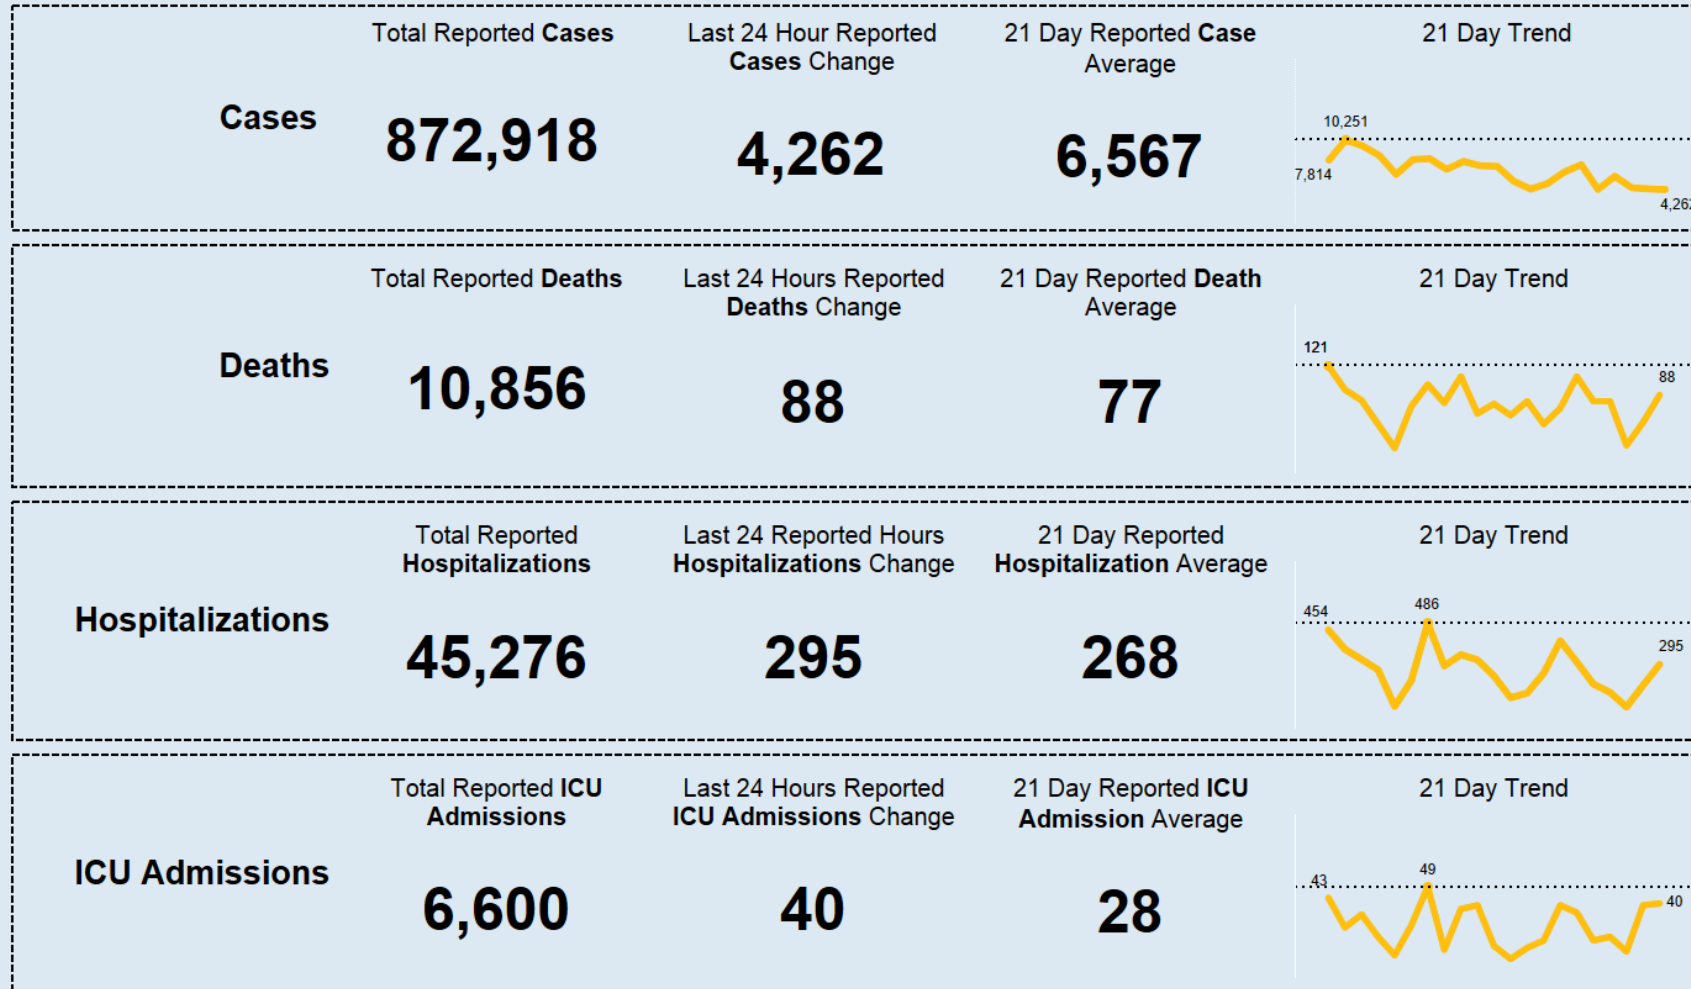 Total Reported Cases
Last 24 Hour Reported
Cases Change
21 Day Reported Case
Average
21 Day Trend
Cases
872,918
4,262
6,567
10,251
7,814
4,262
Total Reported Deaths
Last 24 Hours Reported
Deaths Change
21 Day Reported Death
Average
21 Day Trend
Deaths
10,856
88
77
121
88
Total Reported
Hospitalizations
Last 24 Reported Hours
Hospitalizations Change
21 Day Reported
Hospitalization Average
21 Day Trend
Hospitalizations
45,276
295
268
454
486
295
Total Reported ICU
Admissions
Last 24 Hours Reported
ICU Admissions Change
21 Day Reported ICU
Admission Average
21 Day Trend
ICU Admissions
6,600
40
28
43
49
40